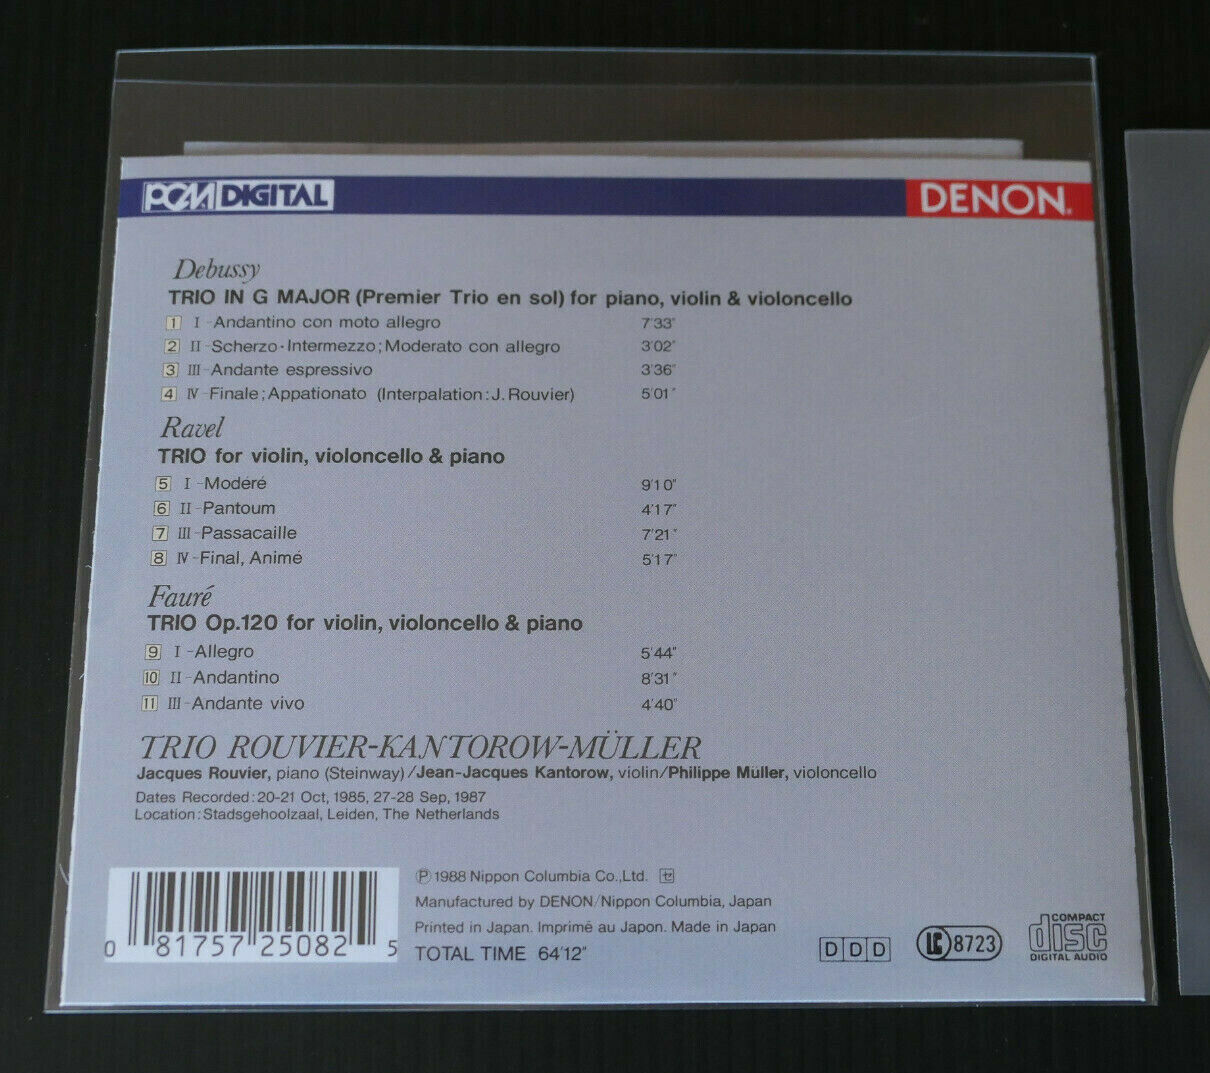 PCM DIGITAL DENON
Debussy
TRIO IN G MAJOR (Premier Trio en sol) for piano, violin & violoncello
1 I-Andantino con moto allegro 7'33"
2 II-Scherzo·Intermezzo;Moderato con allegro 3'02"
3 III-Andante espressivo 3'36"
4 IV-Finale;Appationato (Interpalation:J.Rouvier) 5'01"
Ravel
TRIO for violin, violoncello & piano
5 I-Modéré 9'10"
6 II-Pantoum 4'17"
7 III-Passacaille 7'21"
8 IV-Final, Animé 5'17"
Fauré
TRIO Op.120 for violin, violoncello & piano
9 I-Allegro 5'44"
10 II-Andantino 8'31"
11 III-Andante vivo 4'40"
TRIO ROUVIER-KANTOROW-MÜLLER
Jacques Rouvier, piano (Steinway)/Jean-Jacques Kantorow, violin/Philippe Müller, violoncello
Dates Recorded:20-21 Oct, 1985, 27-28 Sep, 1987
Location:Stadsgehoolzaal, Leiden, The Netherlands
℗1988 Nippon Columbia Co.,Ltd. セ
Manufactured by DENON/Nippon Columbia, Japan
Printed in Japan. Imprimé au Japon. Made in Japan
TOTAL TIME 64'12"
0 81757 25082 5
DDD
LC 8723
COMPACT
disc
DIGITAL AUDIO